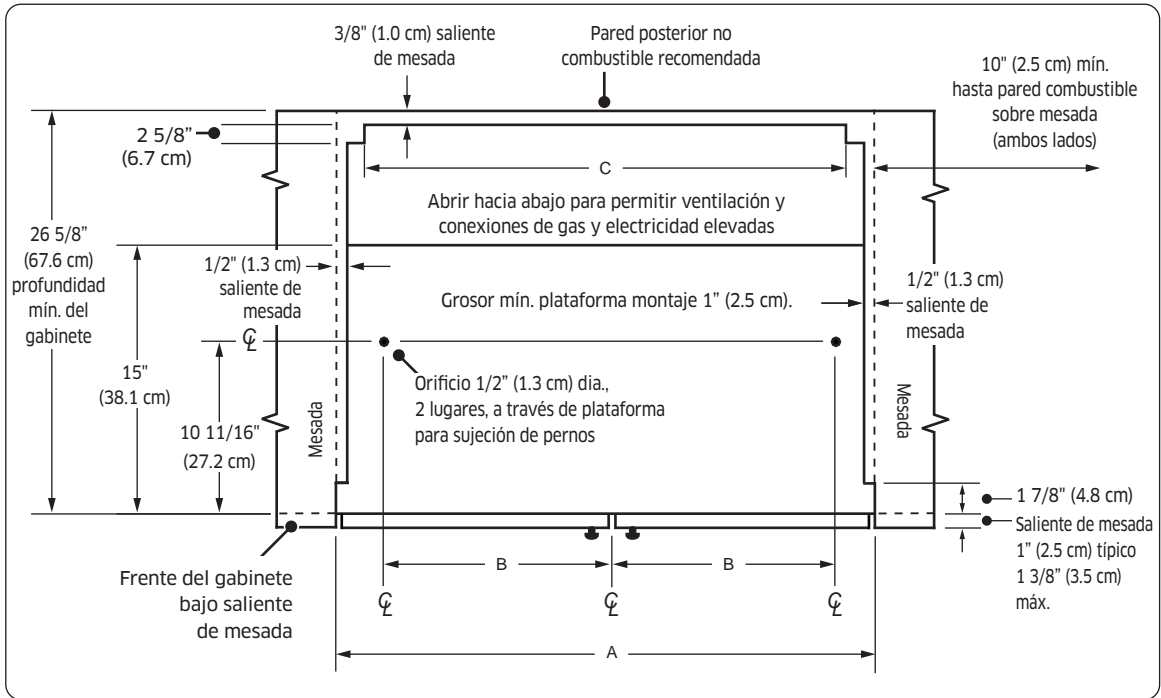 3/8" (1.0 cm) saliente
de mesada
Pared posterior no
combustible recomendada
10" (2.5 cm) mín.
hasta pared combustible
sobre mesada
(ambos lados)
2 5/8”
(6.7 cm)
C
Abrir hacia abajo para permitir ventilación y
conexiones de gas y electricidad elevadas
26 5/8”
(67.6 cm)
profundidad
mín. del
gabinete
1/2" (1.3 cm)
saliente de
mesada
Grosor mín. plataforma montaje 1” (2.5 cm).
1/2" (1.3 cm)
saliente de
mesada
℄
15"
(38.1 cm)
Orificio 1/2” (1.3 cm) dia.,
2 lugares, a través de plataforma
para sujeción de pernos
10 11/16"
(27.2 cm)
Mesada
Mesada
1 7/8" (4.8 cm)
Saliente de mesada
1” (2.5 cm) típico
1 3/8” (3.5 cm)
máx.
Frente del gabinete
bajo saliente
de mesada
B
B
℄
℄
℄
A